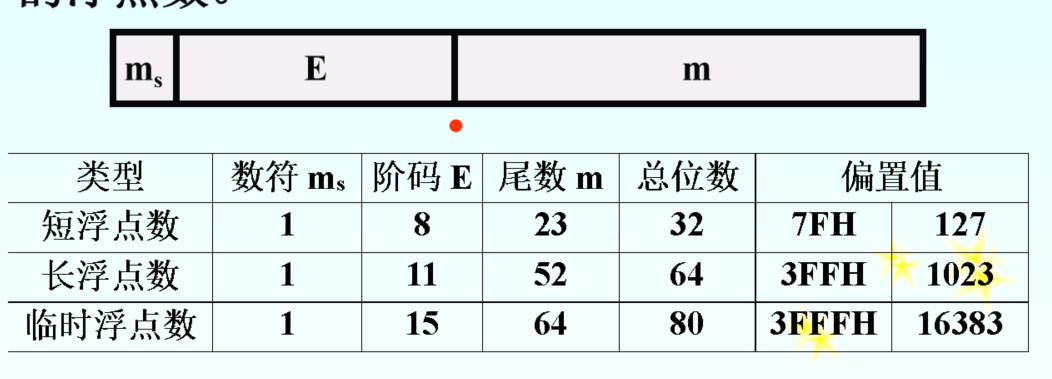 的浮点数。
mₛ E m
类型 数符 mₛ 阶码 E 尾数 m 总位数 偏置值
短浮点数 1 8 23 32 7FH 127
长浮点数 1 11 52 64 3FFH 1023
临时浮点数 1 15 64 80 3FFFH 16383